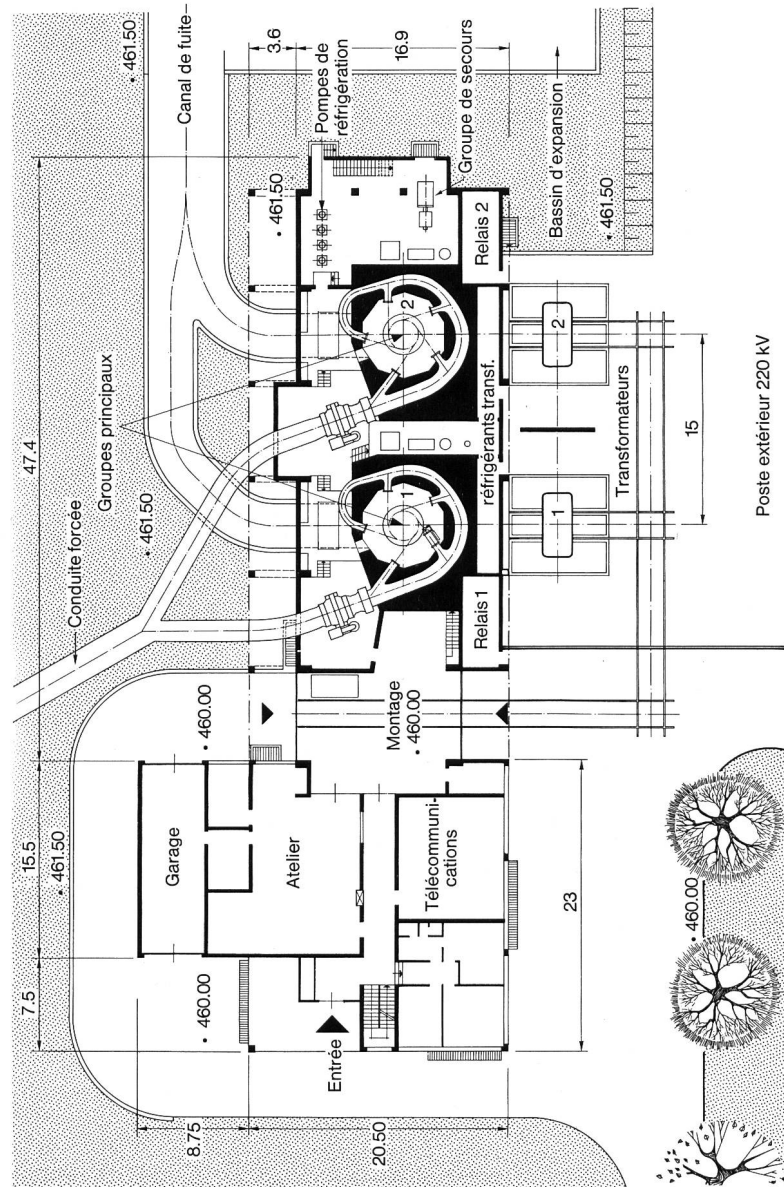 461.50
Canal de fuite
3.6
16.9
Pompes de
réfrigération
Groupe de secours
Bassin d'expansion
461.50
461.50
Relais 2
47.4
Groupes principaux
2
2
15
réfrigérants transf.
Transformateurs
Poste extérieur 220 kV
461.50
Conduite forcée
1
1
Relais 1
Montage
460.00
460.00
15.5
461.50
Garage
Atelier
Télécommuni-
cations
23
460.00
7.5
460.00
Entrée
8.75
20.50